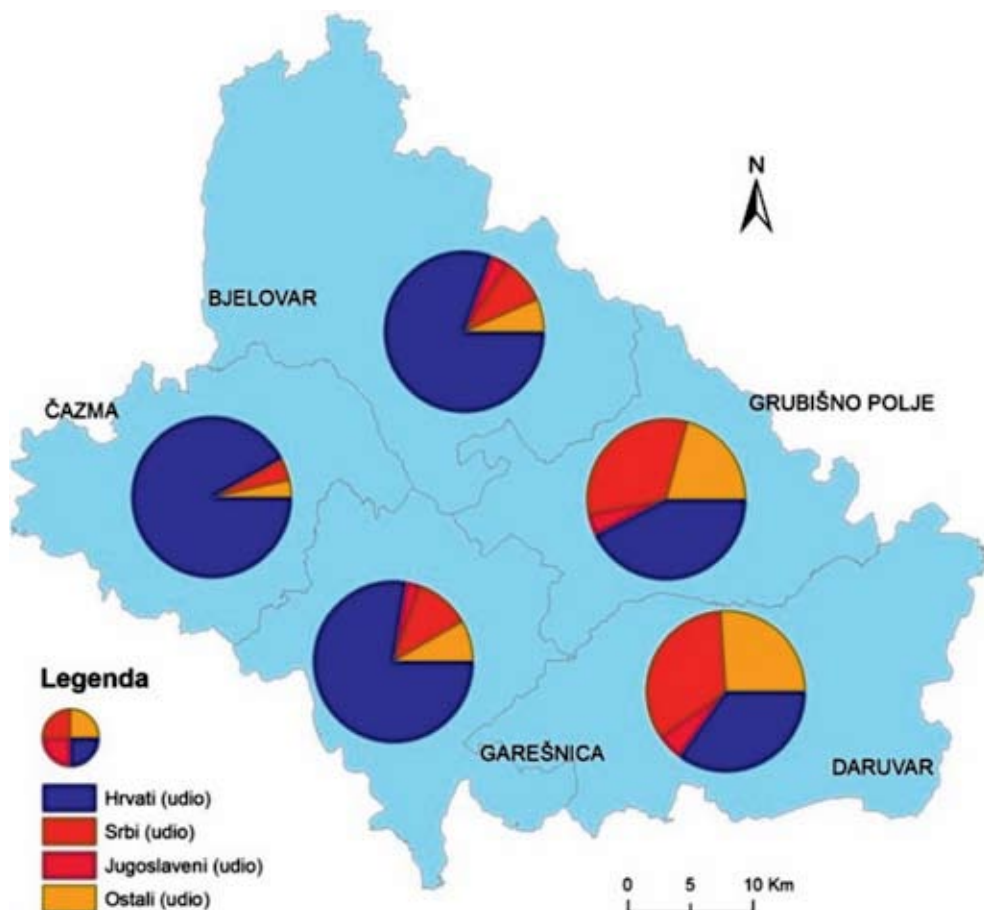 N
BJELOVAR
ČAZMA
GRUBIŠNO POLJE
GAREŠNICA
DARUVAR
Legenda
Hrvati (udio)
Srbi (udio)
Jugoslaveni (udio)
Ostali (udio)
0 5 10 Km